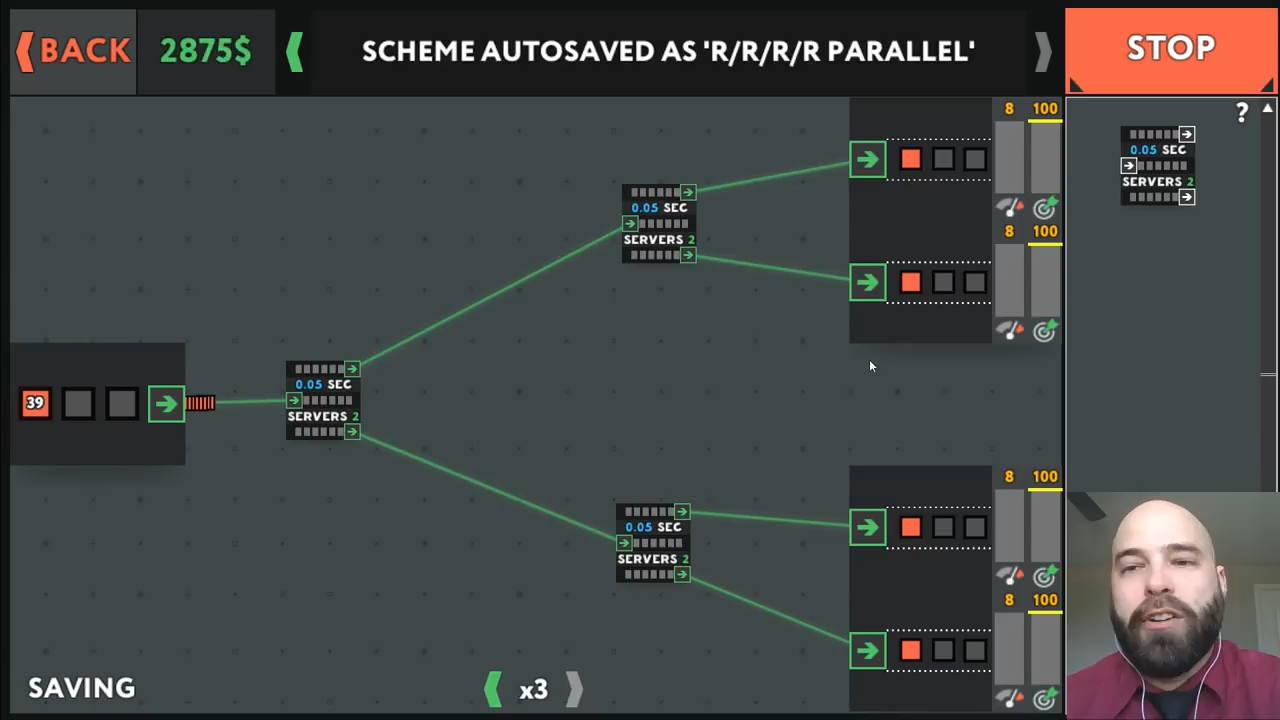 BACK
2875$
SCHEME AUTOSAVED AS 'R/R/R/R PARALLEL'
STOP
8 100
?
0.05 SEC
SERVERS 2
0.05 SEC
SERVERS 2
8 100
0.05 SEC
SERVERS 2
39
8 100
0.05 SEC
SERVERS 2
8 100
SAVING
x3